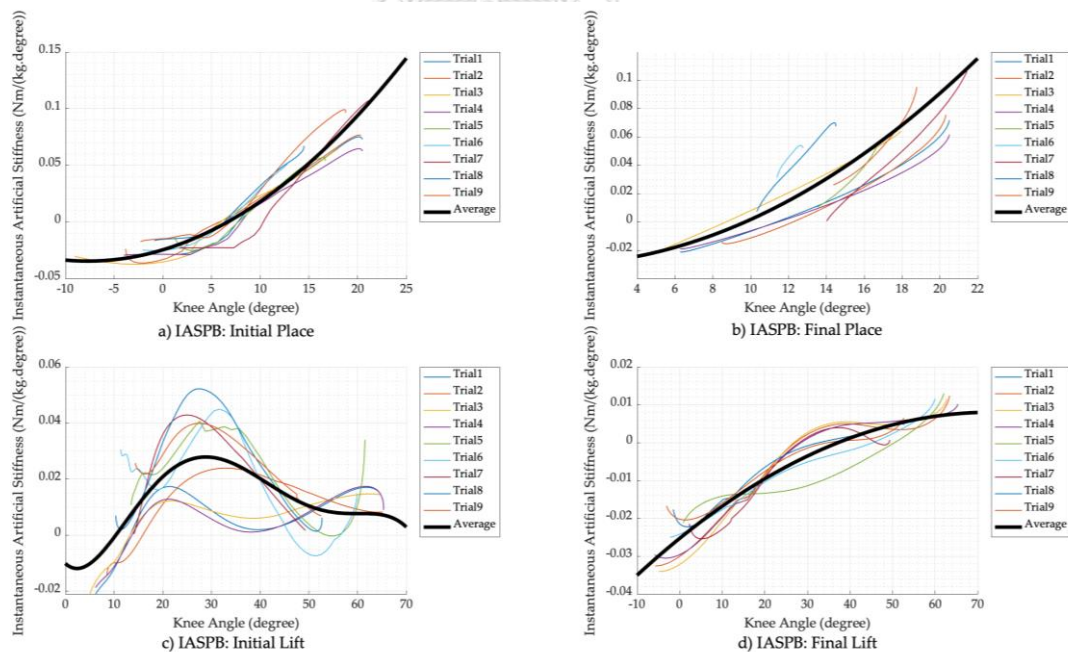 Instantaneous Artificial Stiffness (Nm/(kg.degree))
0.15
0.1
0.05
0
-0.05
-10
-5
0
5
10
15
20
25
Knee Angle (degree)
a) IASPB: Initial Place
Trial1
Trial2
Trial3
Trial4
Trial5
Trial6
Trial7
Trial8
Trial9
Average
Instantaneous Artificial Stiffness (Nm/(kg.degree))
0.1
0.08
0.06
0.04
0.02
0
-0.02
4
6
8
10
12
14
16
18
20
22
Knee Angle (degree)
b) IASPB: Final Place
Trial1
Trial2
Trial3
Trial4
Trial5
Trial6
Trial7
Trial8
Trial9
Average
Instantaneous Artificial Stiffness (Nm/(kg.degree))
0.06
0.04
0.02
0
-0.02
0
10
20
30
40
50
60
70
Knee Angle (degree)
c) IASPB: Initial Lift
Trial1
Trial2
Trial3
Trial4
Trial5
Trial6
Trial7
Trial8
Trial9
Average
Instantaneous Artificial Stiffness (Nm/(kg.degree))
0.02
0.01
0
-0.01
-0.02
-0.03
-0.04
-10
0
10
20
30
40
50
60
70
Knee Angle (degree)
d) IASPB: Final Lift
Trial1
Trial2
Trial3
Trial4
Trial5
Trial6
Trial7
Trial8
Trial9
Average